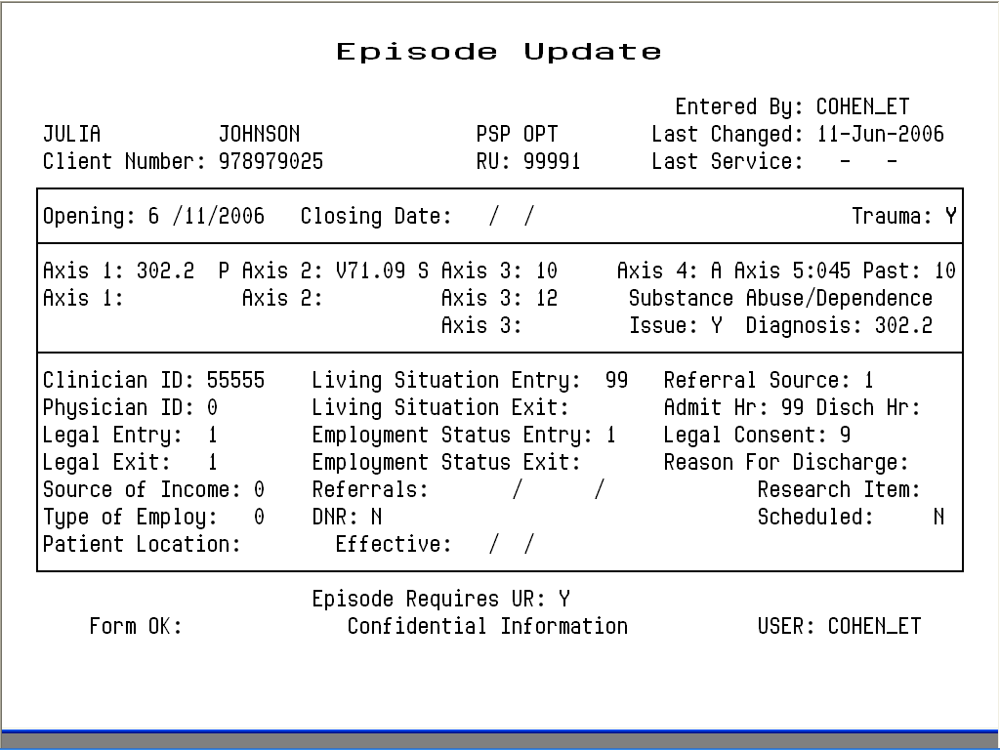 Episode Update
Entered By: COHEN_ET
JULIA JOHNSON PSP OPT Last Changed: 11-Jun-2006
Client Number: 978979025 RU: 99991 Last Service: - -
Opening: 6 /11/2006 Closing Date: / / Trauma: Y
Axis 1: 302.2 P Axis 2: V71.09 S Axis 3: 10 Axis 4: A Axis 5:045 Past: 10
Axis 1: Axis 2: Axis 3: 12 Substance Abuse/Dependence
Axis 3: Issue: Y Diagnosis: 302.2
Clinician ID: 55555 Living Situation Entry: 99 Referral Source: 1
Physician ID: 0 Living Situation Exit: Admit Hr: 99 Disch Hr:
Legal Entry: 1 Employment Status Entry: 1 Legal Consent: 9
Legal Exit: 1 Employment Status Exit: Reason For Discharge:
Source of Income: 0 Referrals: / / Research Item:
Type of Employ: 0 DNR: N Scheduled: N
Patient Location: Effective: / /
Episode Requires UR: Y
Form OK: Confidential Information USER: COHEN_ET